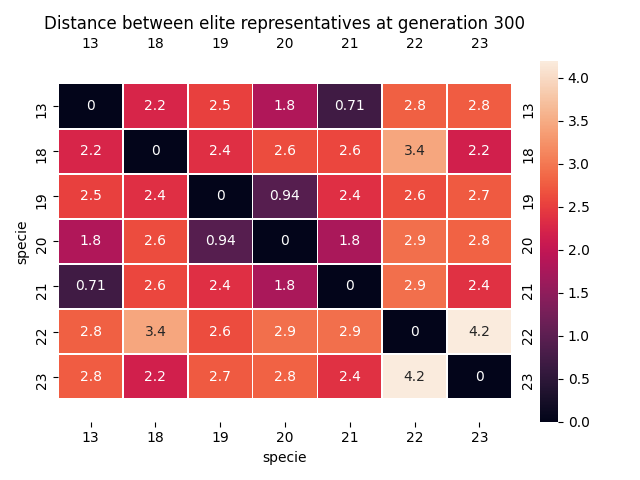 Distance between elite representatives at generation 300
13 18 19 20 21 22 23
4.0
13 0 2.2 2.5 1.8 0.71 2.8 2.8 13
3.5
18 2.2 0 2.4 2.6 2.6 3.4 2.2 18
3.0
19 2.5 2.4 0 0.94 2.4 2.6 2.7 19
2.5
specie
20 1.8 2.6 0.94 0 1.8 2.9 2.8 20
2.0
21 0.71 2.6 2.4 1.8 0 2.9 2.4 21
1.5
22 2.8 3.4 2.6 2.9 2.9 0 4.2 22
1.0
23 2.8 2.2 2.7 2.8 2.4 4.2 0 23
0.5
0.0
13 18 19 20 21 22 23
specie